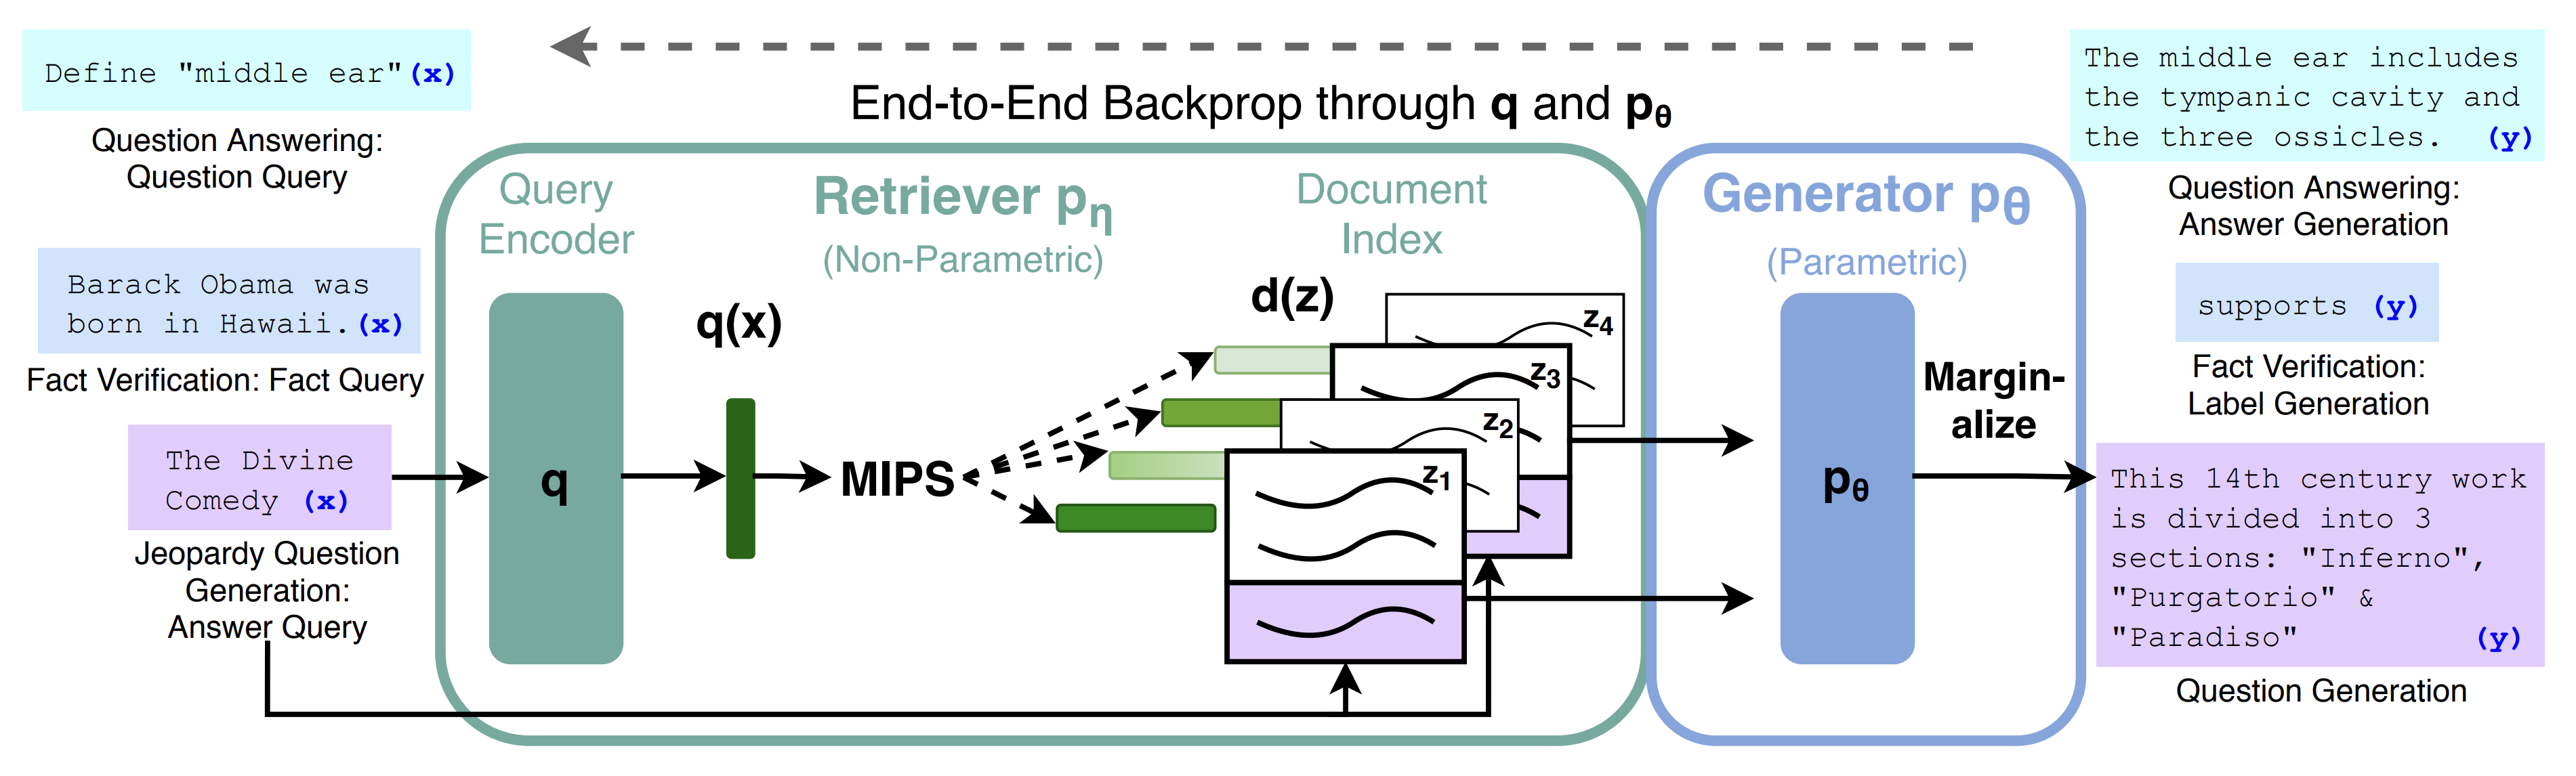 Define "middle ear" (x)
Question Answering:
Question Query
Barack Obama was
born in Hawaii. (x)
Fact Verification: Fact Query
The Divine
Comedy (x)
Jeopardy Question
Generation:
Answer Query
End-to-End Backprop through q and pθ
Query
Encoder
Retriever pη
(Non-Parametric)
Document
Index
q
q(x)
MIPS
d(z)
z4
z3
z2
z1
Generator pθ
(Parametric)
pθ
Margin-
alize
The middle ear includes
the tympanic cavity and
the three ossicles. (y)
Question Answering:
Answer Generation
supports (y)
Fact Verification:
Label Generation
This 14th century work
is divided into 3
sections: "Inferno",
"Purgatorio" &
"Paradiso" (y)
Question Generation